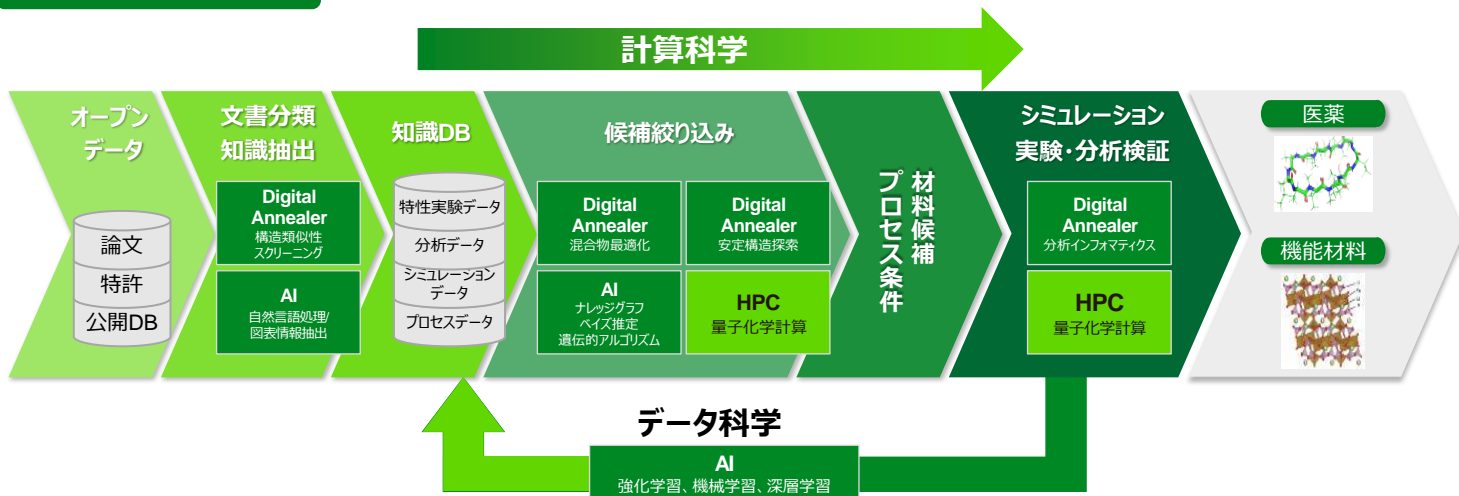 計算科学
オープン
データ
論文
特許
公開DB
文書分類
知識抽出
Digital
Annealer
構造類似性
スクリーニング
AI
自然言語処理/
図表情報抽出
知識DB
特性実験データ
分析データ
シミュレーション
データ
プロセスデータ
候補絞り込み
Digital
Annealer
混合物最適化
Digital
Annealer
安定構造探索
AI
ナレッジグラフ
ベイズ推定
遺伝的アルゴリズム
HPC
量子化学計算
材料候補
プロセス条件
シミュレーション
実験・分析検証
Digital
Annealer
分析インフォマティクス
HPC
量子化学計算
医薬
機能材料
データ科学
AI
強化学習、機械学習、深層学習